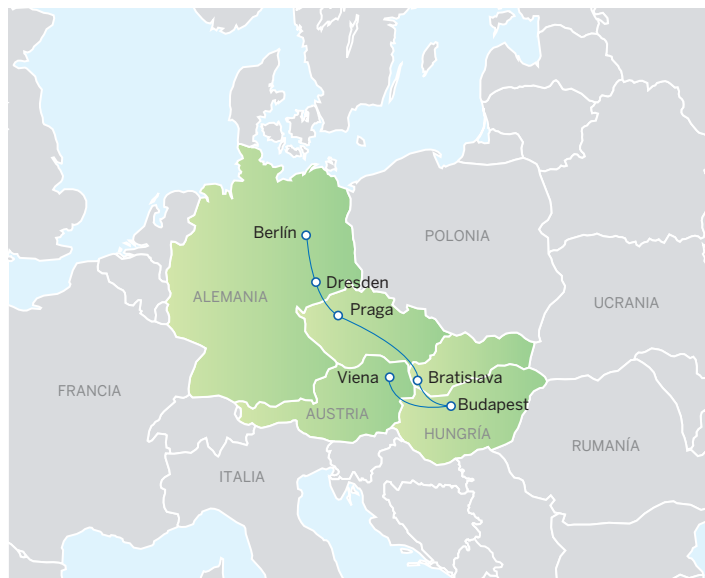 Berlín
POLONIA
Dresden
ALEMANIA
UCRANIA
Praga
Viena
Bratislava
FRANCIA
Budapest
AUSTRIA
HUNGRÍA
RUMANÍA
ITALIA